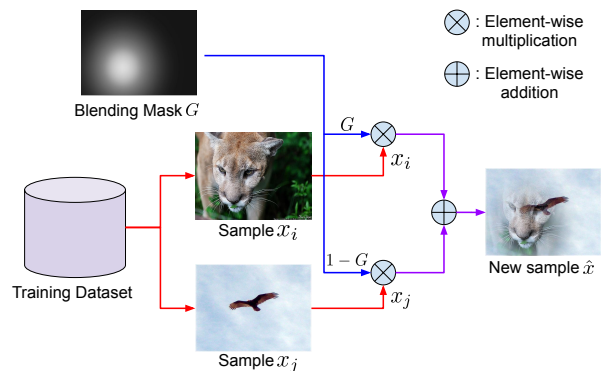 : Element-wise
multiplication
: Element-wise
addition
Blending Mask G
G
x_i
Sample x_i
Training Dataset
1 − G
x_j
Sample x_j
New sample x̂